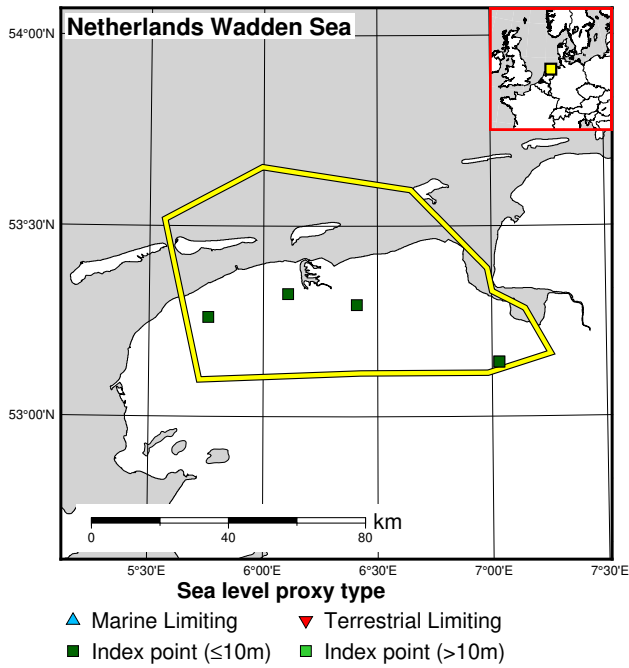 Netherlands Wadden Sea
54°00'N
53°30'N
53°00'N
km
0 40 80
5°30'E 6°00'E 6°30'E 7°00'E 7°30'E
Sea level proxy type
Marine Limiting Terrestrial Limiting
Index point (≤10m) Index point (>10m)